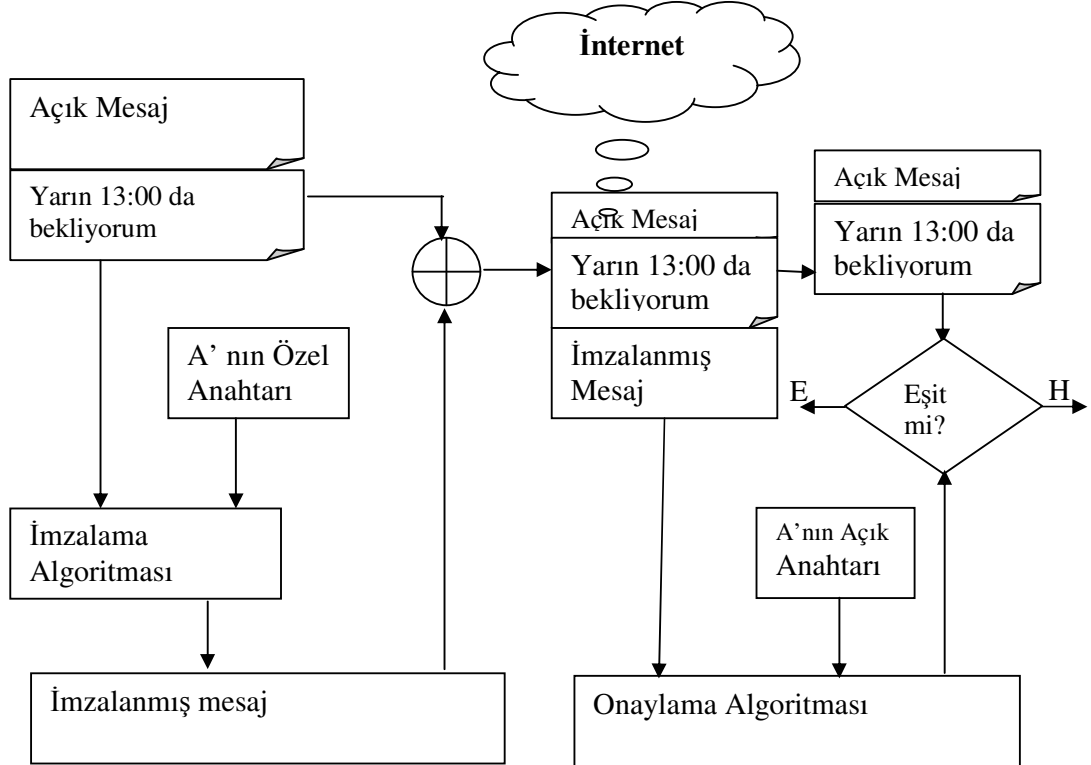 İnternet
Açık Mesaj
Yarın 13:00 da
bekliyorum
A' nın Özel
Anahtarı
İmzalama
Algoritması
İmzalanmış mesaj
Açık Mesaj
Yarın 13:00 da
bekliyorum
İmzalanmış
Mesaj
Açık Mesaj
Yarın 13:00 da
bekliyorum
E
Eşit
mi?
H
A'nın Açık
Anahtarı
Onaylama Algoritması